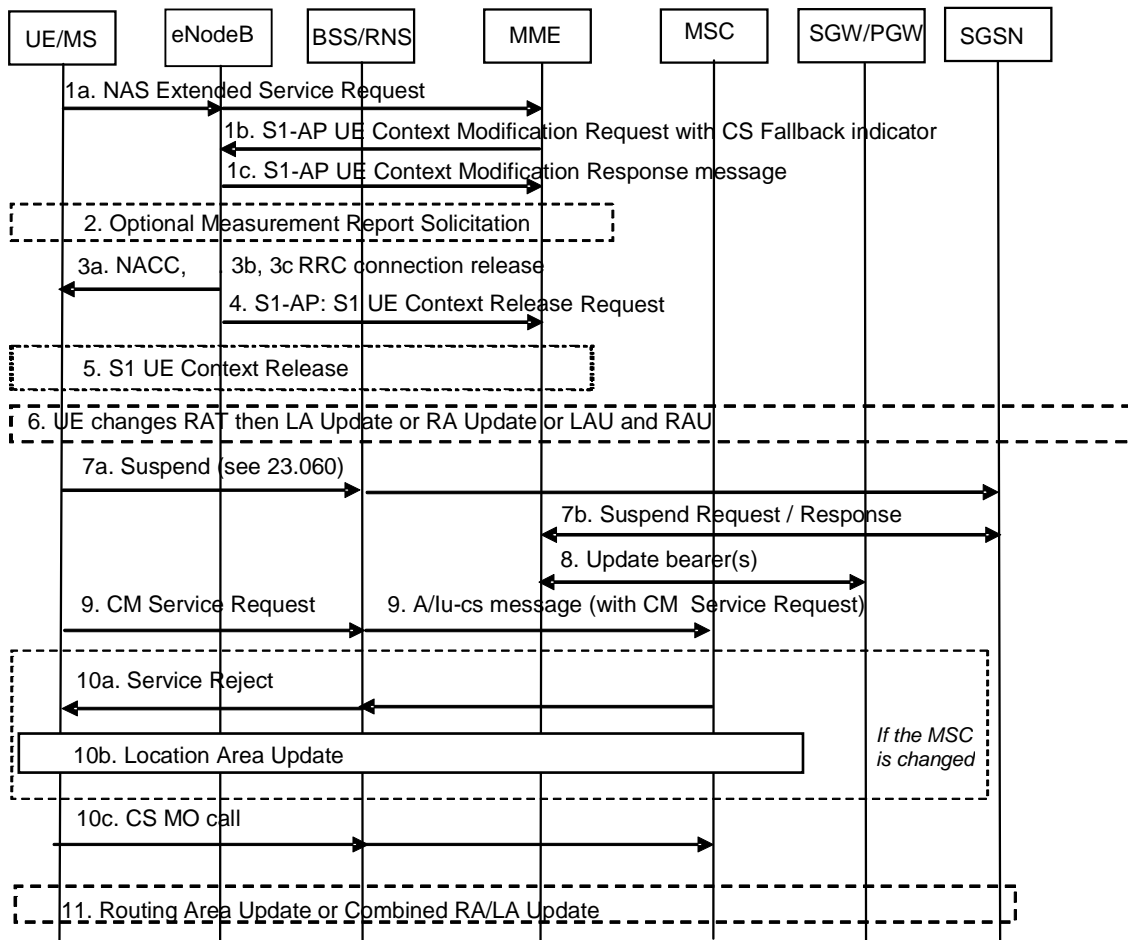 UE/MS
eNodeB
BSS/RNS
MME
MSC
SGW/PGW
SGSN
1a. NAS Extended Service Request
1b. S1-AP UE Context Modification Request with CS Fallback indicator
1c. S1-AP UE Context Modification Response message
2. Optional Measurement Report Solicitation
3a. NACC, . 3b, 3c RRC connection release
4. S1-AP: S1 UE Context Release Request
5. S1 UE Context Release
6. UE changes RAT then LA Update or RA Update or LAU and RAU
7a. Suspend (see 23.060)
7b. Suspend Request / Response
8. Update bearer(s)
9. CM Service Request
9. A/Iu-cs message (with CM Service Request)
10a. Service Reject
If the MSC
is changed
10b. Location Area Update
10c. CS MO call
11. Routing Area Update or Combined RA/LA Update